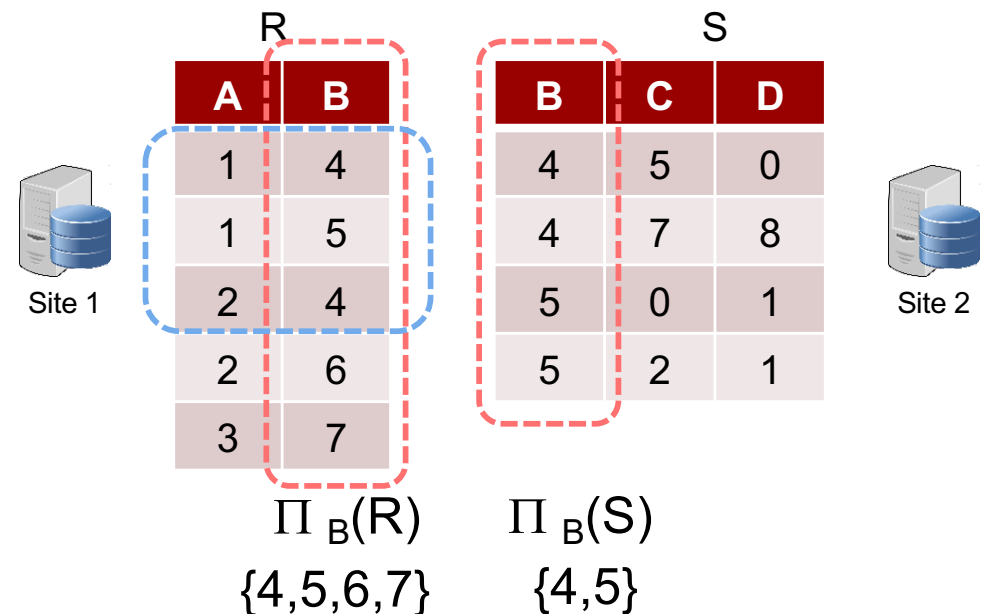 R S
A B B C D
1 4 4 5 0
1 5 4 7 8
2 4 5 0 1
2 6 5 2 1
3 7
Site 1 Site 2
Π B(R) Π B(S)
{4,5,6,7} {4,5}